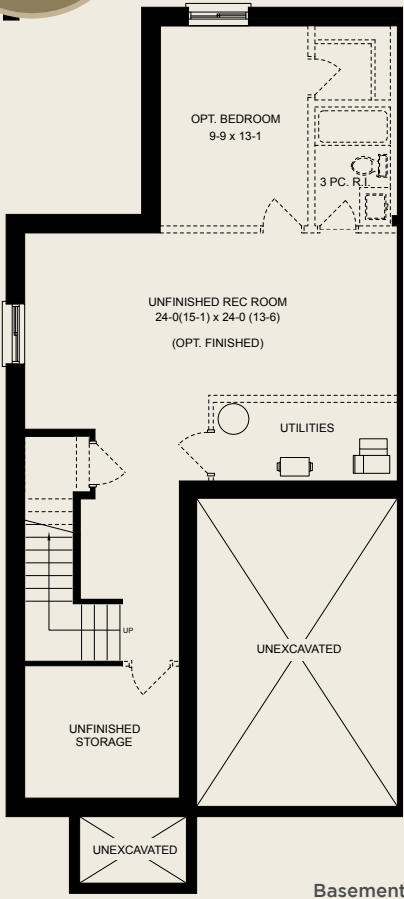 OPT. BEDROOM
9-9 x 13-1
3 PC. R.I.
UNFINISHED REC ROOM
24-0(15-1) x 24-0 (13-6)
(OPT. FINISHED)
UTILITIES
UP
UNEXCAVATED
UNFINISHED
STORAGE
UNEXCAVATED
Basement